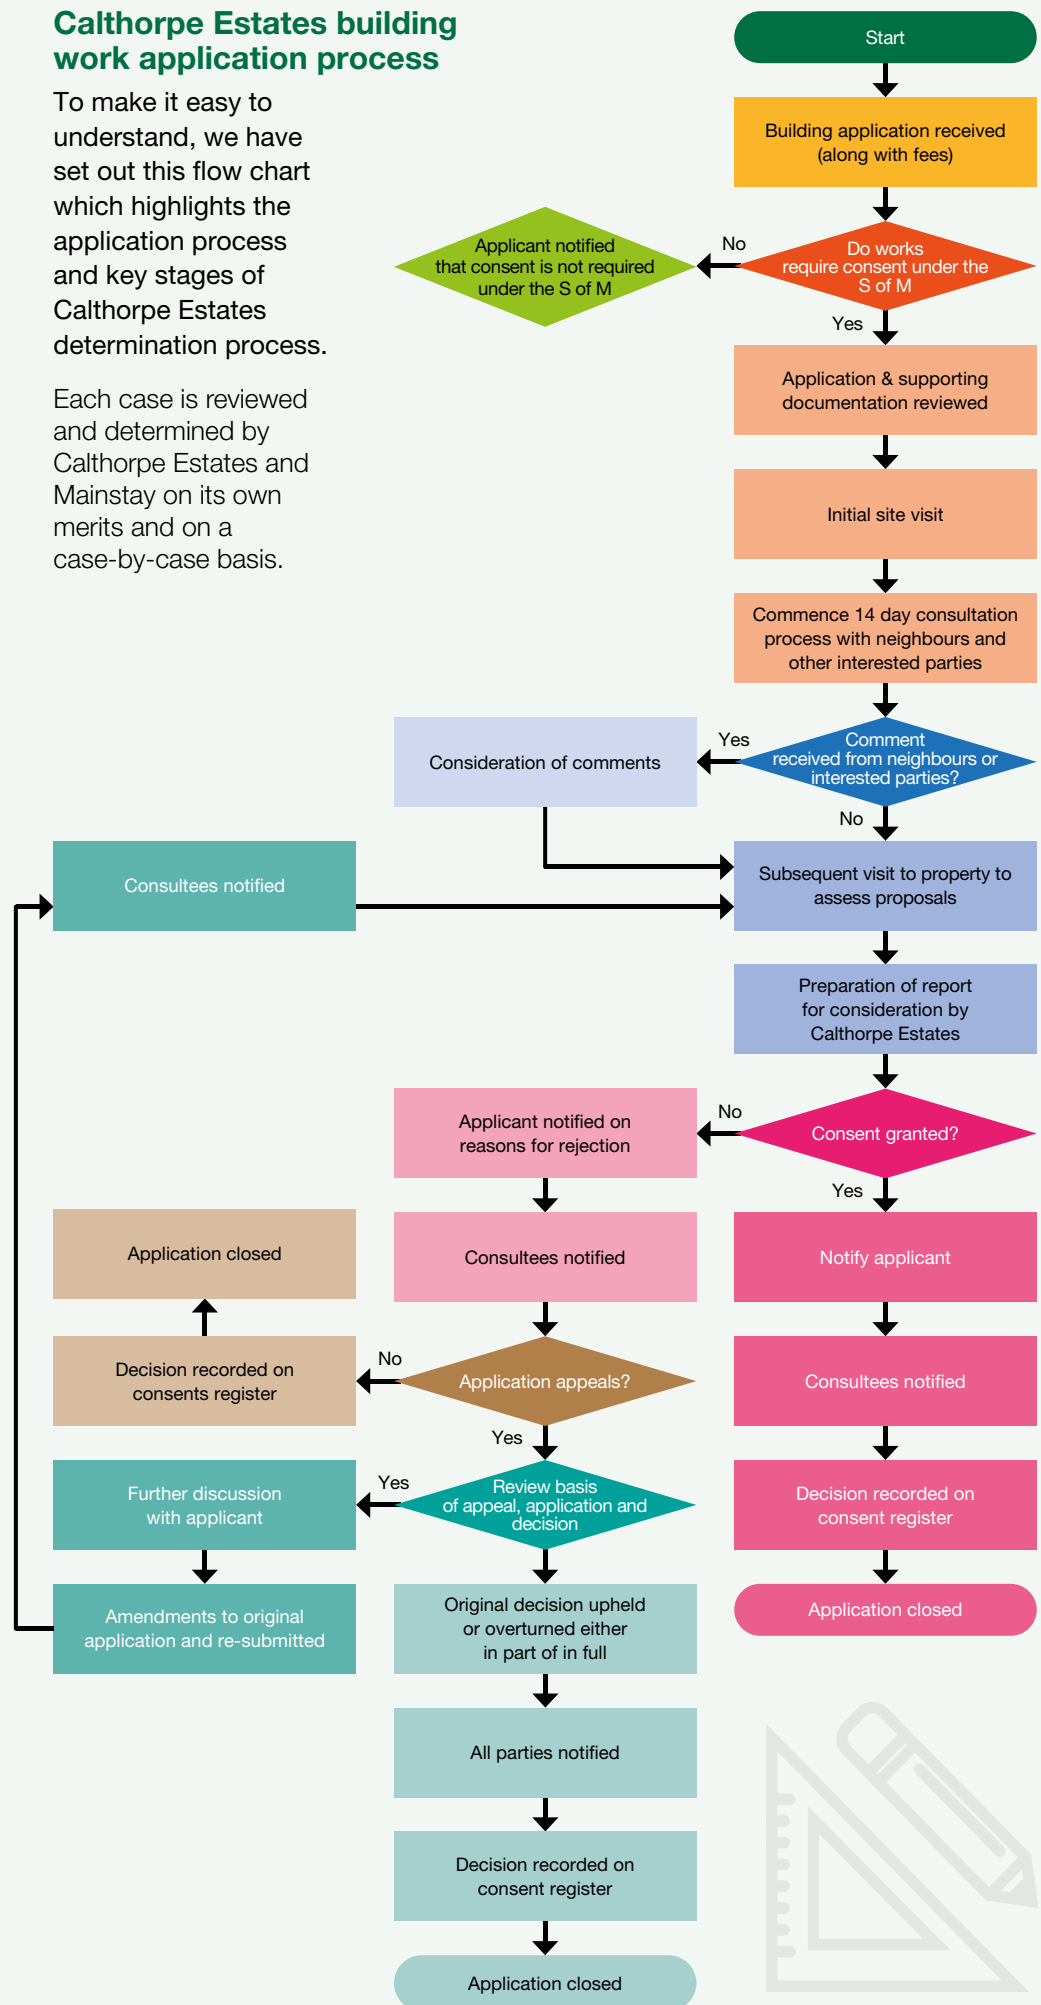 Calthorpe Estates building
work application process
To make it easy to
understand, we have
set out this flow chart
which highlights the
application process
and key stages of
Calthorpe Estates
determination process.
Each case is reviewed
and determined by
Calthorpe Estates and
Mainstay on its own
merits and on a
case-by-case basis.
Start
Building application received
(along with fees)
Do works
require consent under the
S of M
No
Applicant notified
that consent is not required
under the S of M
Yes
Application & supporting
documentation reviewed
Initial site visit
Commence 14 day consultation
process with neighbours and
other interested parties
Comment
received from neighbours or
interested parties?
Yes
Consideration of comments
No
Consultees notified
Subsequent visit to property to
assess proposals
Preparation of report
for consideration by
Calthorpe Estates
Consent granted?
No
Applicant notified on
reasons for rejection
Yes
Application closed
Consultees notified
Notify applicant
Decision recorded on
consents register
No
Application appeals?
Consultees notified
Yes
Further discussion
with applicant
Yes
Review basis
of appeal, application and
decision
Decision recorded on
consent register
Amendments to original
application and re-submitted
Original decision upheld
or overturned either
in part of in full
Application closed
All parties notified
Decision recorded on
consent register
Application closed